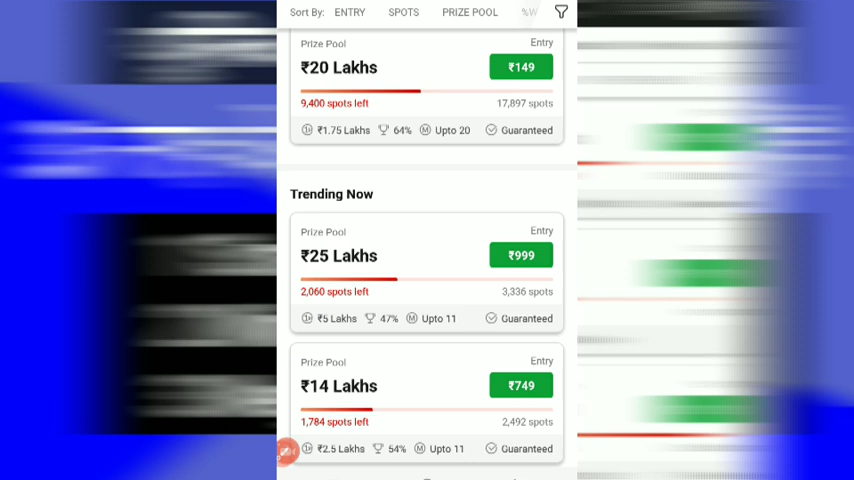 Sort By: ENTRY SPOTS PRIZE POOL %W
Prize Pool Entry
₹20 Lakhs ₹149
9,400 spots left 17,897 spots
₹1.75 Lakhs 64% M Upto 20 Guaranteed
Trending Now
Prize Pool Entry
₹25 Lakhs ₹999
2,060 spots left 3,336 spots
₹5 Lakhs 47% M Upto 11 Guaranteed
Prize Pool Entry
₹14 Lakhs ₹749
1,784 spots left 2,492 spots
₹2.5 Lakhs 54% M Upto 11 Guaranteed